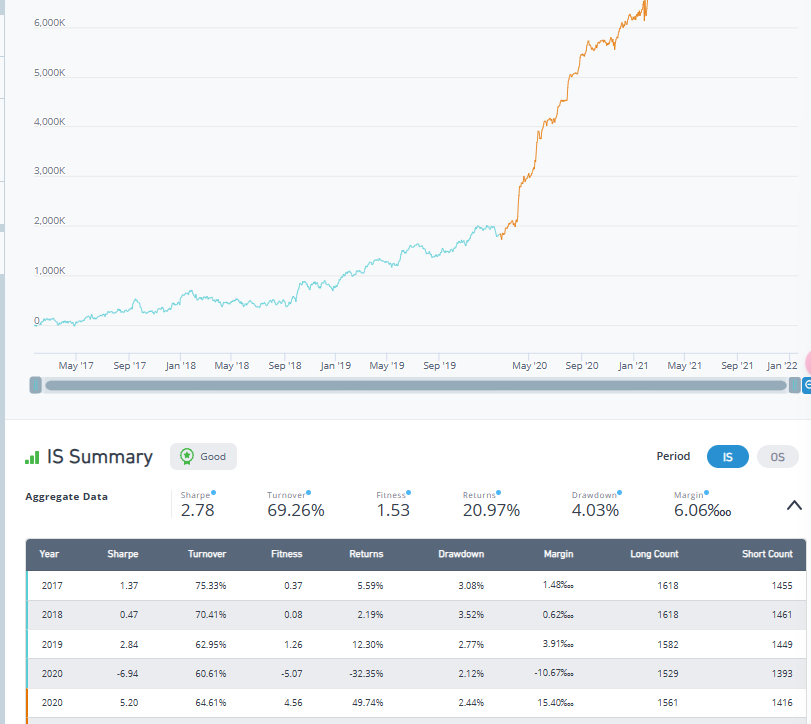 6,000K
5,000K
4,000K
3,000K
2,000K
1,000K
0
May '17 Sep '17 Jan '18 May '18 Sep '18 Jan '19 May '19 Sep '19 May '20 Sep '20 Jan '21 May '21 Sep '21 Jan '22
IS Summary Good Period IS OS
Aggregate Data
Sharpe Turnover Fitness Returns Drawdown Margin
2.78 69.26% 1.53 20.97% 4.03% 6.06‱
Year Sharpe Turnover Fitness Returns Drawdown Margin Long Count Short Count
2017 1.37 75.33% 0.37 5.59% 3.08% 1.48‱ 1618 1455
2018 0.47 70.41% 0.08 2.19% 3.52% 0.62‱ 1618 1461
2019 2.84 62.95% 1.26 12.30% 2.77% 3.91‱ 1582 1449
2020 -6.94 60.61% -5.07 -32.35% 2.12% -10.67‱ 1529 1393
2020 5.20 64.61% 4.56 49.74% 2.44% 15.40‱ 1561 1416